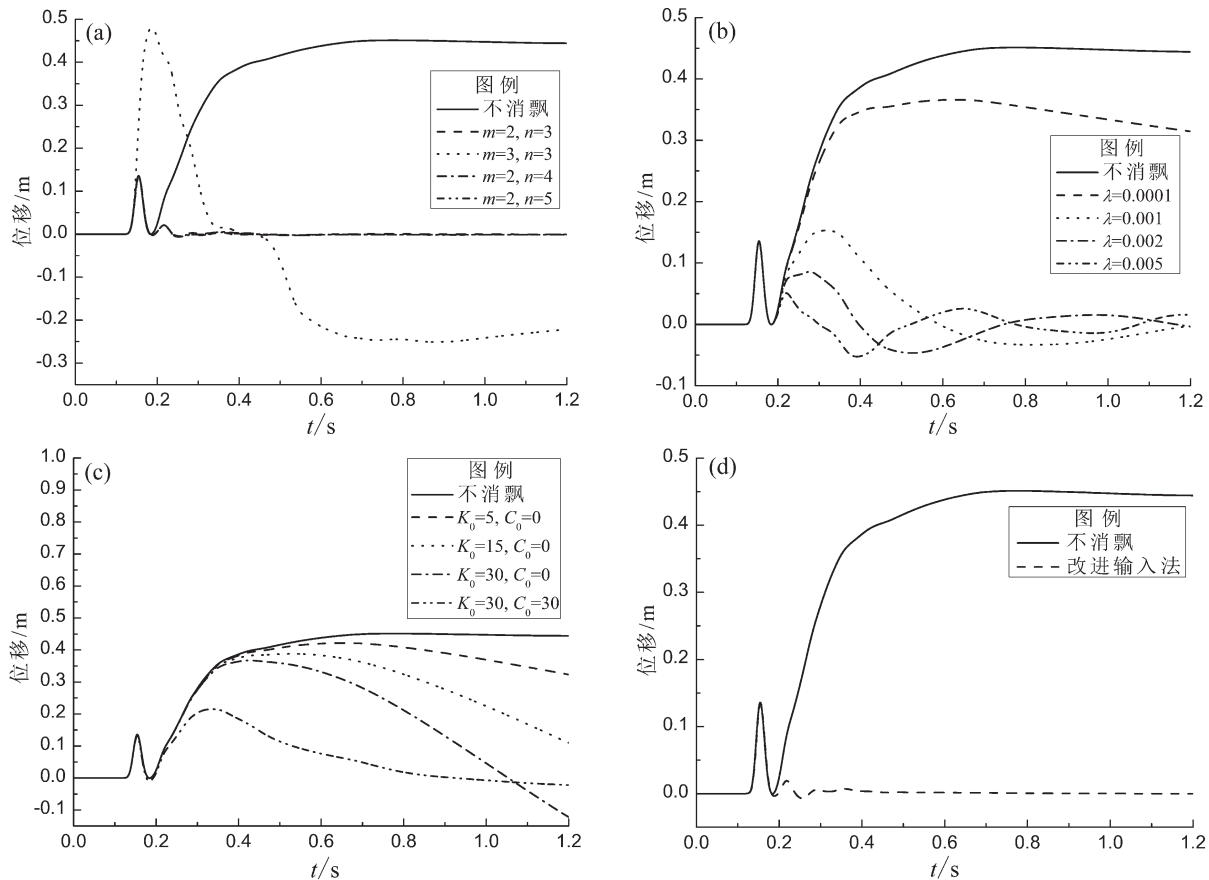 (a)
0.5
0.4
0.3
0.2
0.1
0.0
-0.1
-0.2
-0.3
位移/m
图例
不消飘
m=2, n=3
m=3, n=3
m=2, n=4
m=2, n=5
0.0 0.2 0.4 0.6 0.8 1.0 1.2
t/s
(b)
0.5
0.4
0.3
0.2
0.1
0.0
-0.1
位移/m
图例
不消飘
λ=0.0001
λ=0.001
λ=0.002
λ=0.005
0.0 0.2 0.4 0.6 0.8 1.0 1.2
t/s
(c)
1.0
0.9
0.8
0.7
0.6
0.5
0.4
0.3
0.2
0.1
0.0
-0.1
位移/m
图例
不消飘
K₀=5, C₀=0
K₀=15, C₀=0
K₀=30, C₀=0
K₀=30, C₀=30
0.0 0.2 0.4 0.6 0.8 1.0 1.2
t/s
(d)
0.5
0.4
0.3
0.2
0.1
0.0
位移/m
图例
不消飘
改进输入法
0.0 0.2 0.4 0.6 0.8 1.0 1.2
t/s